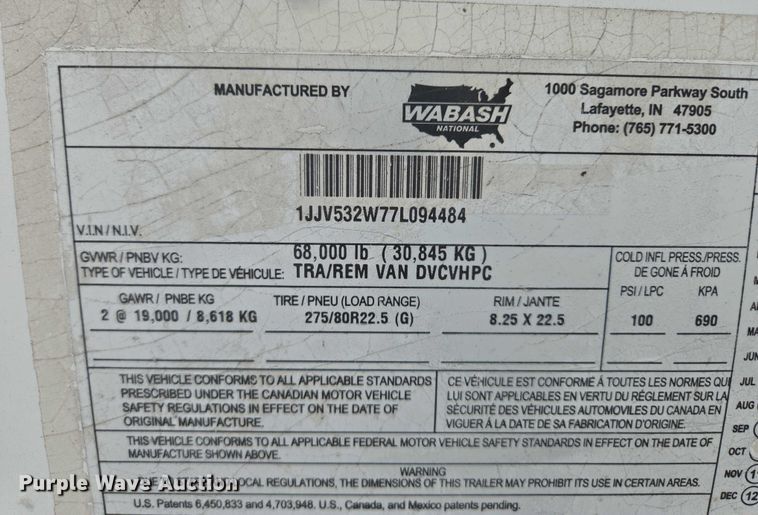 MANUFACTURED BY
WABASH
NATIONAL
1000 Sagamore Parkway South
Lafayette, IN 47905
Phone: (765) 771-5300
1JJV532W77L094484
V.I.N / N.I.V.
GVWR / PNBV KG: 68,000 lb ( 30,845 KG )
TYPE OF VEHICLE / TYPE DE VÉHICULE: TRA/REM VAN DVCVHPC
COLD INFL PRESS./PRESS.
DE GONE À FROID
GAWR / PNBE KG TIRE / PNEU (LOAD RANGE) RIM / JANTE PSI / LPC KPA
2 @ 19,000 / 8,618 KG 275/80R22.5 (G) 8.25 X 22.5 100 690
THIS VEHICLE CONFORMS TO ALL APPLICABLE STANDARDS
PRESCRIBED UNDER THE CANADIAN MOTOR VEHICLE
SAFETY REGULATIONS IN EFFECT ON THE DATE OF
ORIGINAL MANUFACTURE.
CE VÉHICULE EST CONFORME À TOUTES LES NORMES QUI
LUI SONT APPLICABLES EN VERTU DU RÉGLEMENT SUR LA
SÉCURITÉ DES VÉHICULES AUTOMOVILES DU CANADA EN
VIGUER À LA DATE DE SA FABRICATION D'ORIGINE.
THIS VEHICLE CONFORMS TO ALL APPLICABLE FEDERAL MOTOR VEHICLE SAFETY STANDARDS IN EFFECT ON THE DATE OF
MANUFACTURE SHOWN ABOVE.
WARNING
LOCAL REGULATIONS, THE DIMENSIONS OF THIS TRAILER MAY PROHIBIT ITS USE IN CERTAIN AREAS.
U.S. Patents 6,450,833 and 4,703,948. U.S., Canada, and Mexico patents pending.
JUL
AUG
SEP
OCT
NOV 11
DEC 12
Purple Wave Auction